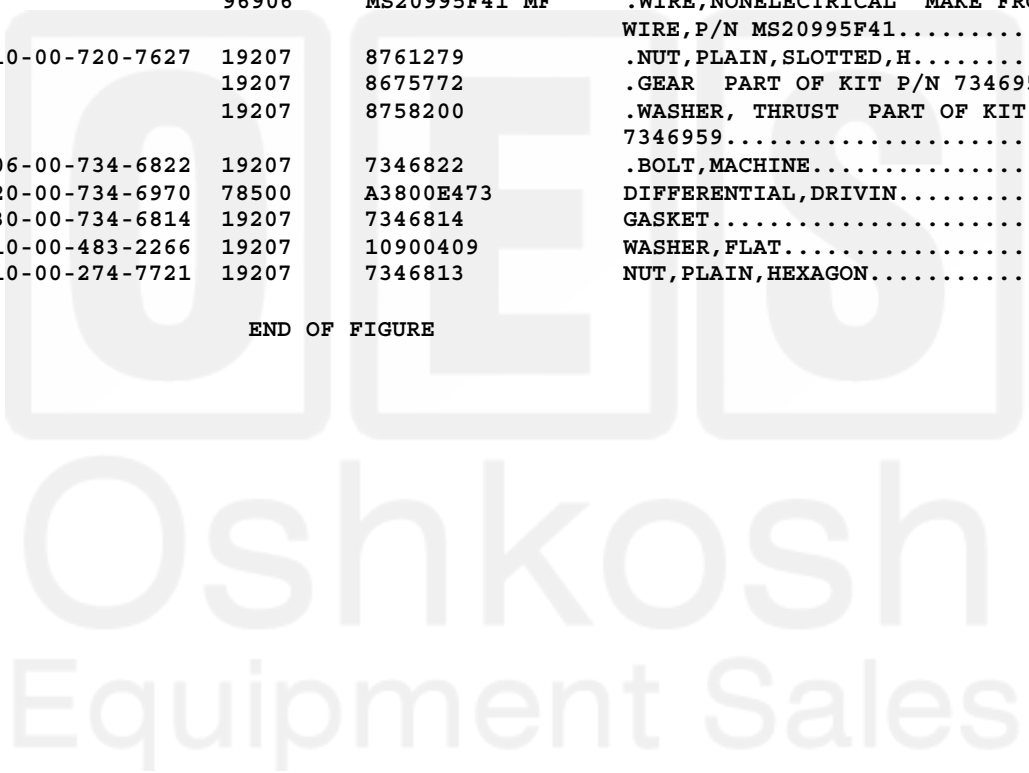 96906 MS20995F41 MF .WIRE,NONELECTRICAL MAKE FRO
WIRE,P/N MS20995F41.........
10-00-720-7627 19207 8761279 .NUT,PLAIN,SLOTTED,H........
19207 8675772 .GEAR PART OF KIT P/N 734695
19207 8758200 .WASHER, THRUST PART OF KIT
7346959.....................
06-00-734-6822 19207 7346822 .BOLT,MACHINE...............
20-00-734-6970 78500 A3800E473 DIFFERENTIAL,DRIVIN.........
30-00-734-6814 19207 7346814 GASKET......................
10-00-483-2266 19207 10900409 WASHER,FLAT.................
10-00-274-7721 19207 7346813 NUT,PLAIN,HEXAGON...........
END OF FIGURE
OES
Oshkosh
Equipment Sales